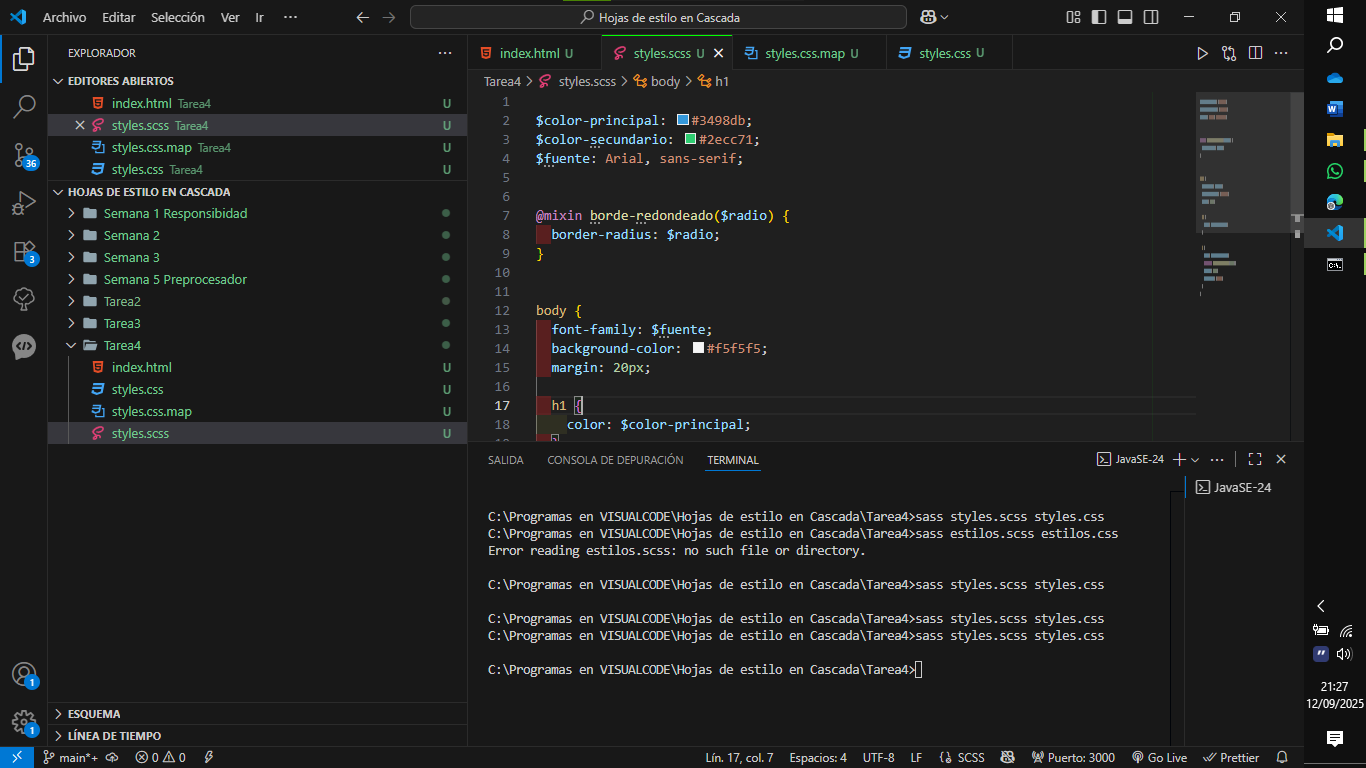 Archivo Editar Selección Ver Ir ··· Hojas de estilo en Cascada
EXPLORADOR ···
EDITORES ABIERTOS
index.html Tarea4 U
styles.scss Tarea4 U
styles.css.map Tarea4 U
styles.css Tarea4 U
HOJAS DE ESTILO EN CASCADA
Semana 1 Responsibidad
Semana 2
Semana 3
Semana 5 Preprocesador
Tarea2
Tarea3
Tarea4
index.html U
styles.css U
styles.css.map U
styles.scss U
ESQUEMA
LÍNEA DE TIEMPO
36
3
1
1
index.html U styles.scss U styles.css.map U styles.css U
Tarea4 > styles.scss > body > h1
1
2 $color-principal: #3498db;
3 $color-secundario: #2ecc71;
4 $fuente: Arial, sans-serif;
5
6
7 @mixin borde-redondeado($radio) {
8 border-radius: $radio;
9 }
10
11
12 body {
13 font-family: $fuente;
14 background-color: #f5f5f5;
15 margin: 20px;
16
17 h1 {
18 color: $color-principal;
SALIDA CONSOLA DE DEPURACIÓN TERMINAL JavaSE-24
JavaSE-24
C:\Programas en VISUALCODE\Hojas de estilo en Cascada\Tarea4>sass styles.scss styles.css
C:\Programas en VISUALCODE\Hojas de estilo en Cascada\Tarea4>sass estilos.scss estilos.css
Error reading estilos.scss: no such file or directory.
C:\Programas en VISUALCODE\Hojas de estilo en Cascada\Tarea4>sass styles.scss styles.css
C:\Programas en VISUALCODE\Hojas de estilo en Cascada\Tarea4>sass styles.scss styles.css
C:\Programas en VISUALCODE\Hojas de estilo en Cascada\Tarea4>sass styles.scss styles.css
C:\Programas en VISUALCODE\Hojas de estilo en Cascada\Tarea4>
main*+ 0 0 Lín. 17, col. 7 Espacios: 4 UTF-8 LF {} SCSS Puerto: 3000 Go Live Prettier
21:27
12/09/2025